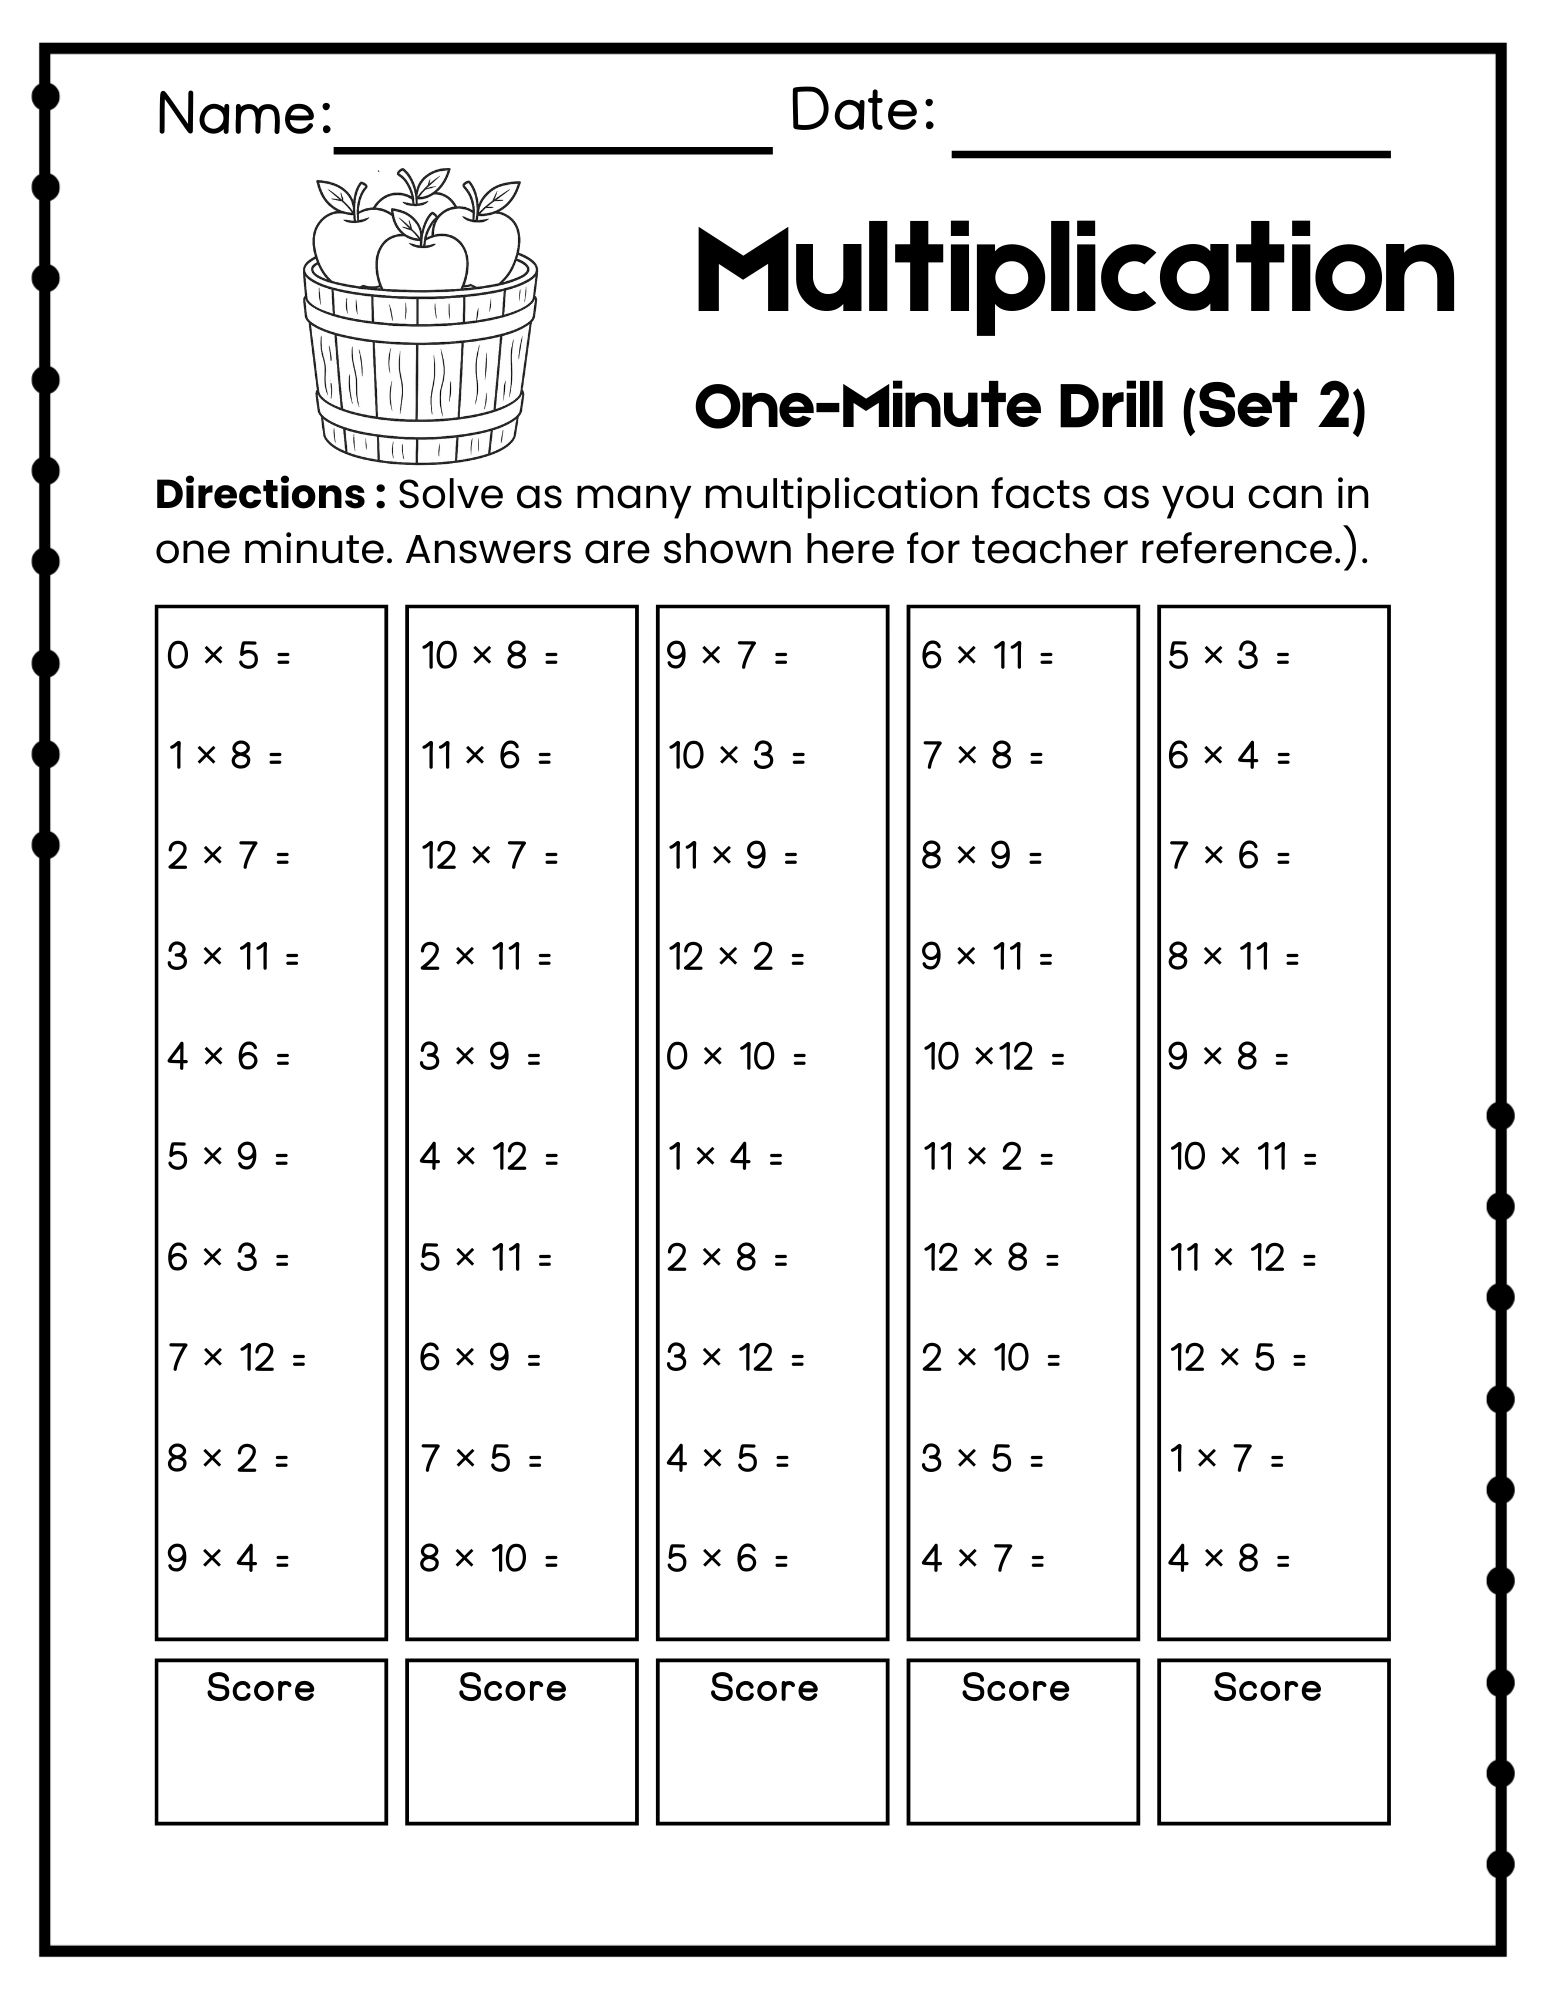 Name: Date:
Multiplication
One-Minute Drill (Set 2)
Directions : Solve as many multiplication facts as you can in
one minute. Answers are shown here for teacher reference.).
0 × 5 =
1 × 8 =
2 × 7 =
3 × 11 =
4 × 6 =
5 × 9 =
6 × 3 =
7 × 12 =
8 × 2 =
9 × 4 =
10 × 8 =
11 × 6 =
12 × 7 =
2 × 11 =
3 × 9 =
4 × 12 =
5 × 11 =
6 × 9 =
7 × 5 =
8 × 10 =
9 × 7 =
10 × 3 =
11 × 9 =
12 × 2 =
0 × 10 =
1 × 4 =
2 × 8 =
3 × 12 =
4 × 5 =
5 × 6 =
6 × 11 =
7 × 8 =
8 × 9 =
9 × 11 =
10 ×12 =
11 × 2 =
12 × 8 =
2 × 10 =
3 × 5 =
4 × 7 =
5 × 3 =
6 × 4 =
7 × 6 =
8 × 11 =
9 × 8 =
10 × 11 =
11 × 12 =
12 × 5 =
1 × 7 =
4 × 8 =
Score Score Score Score Score